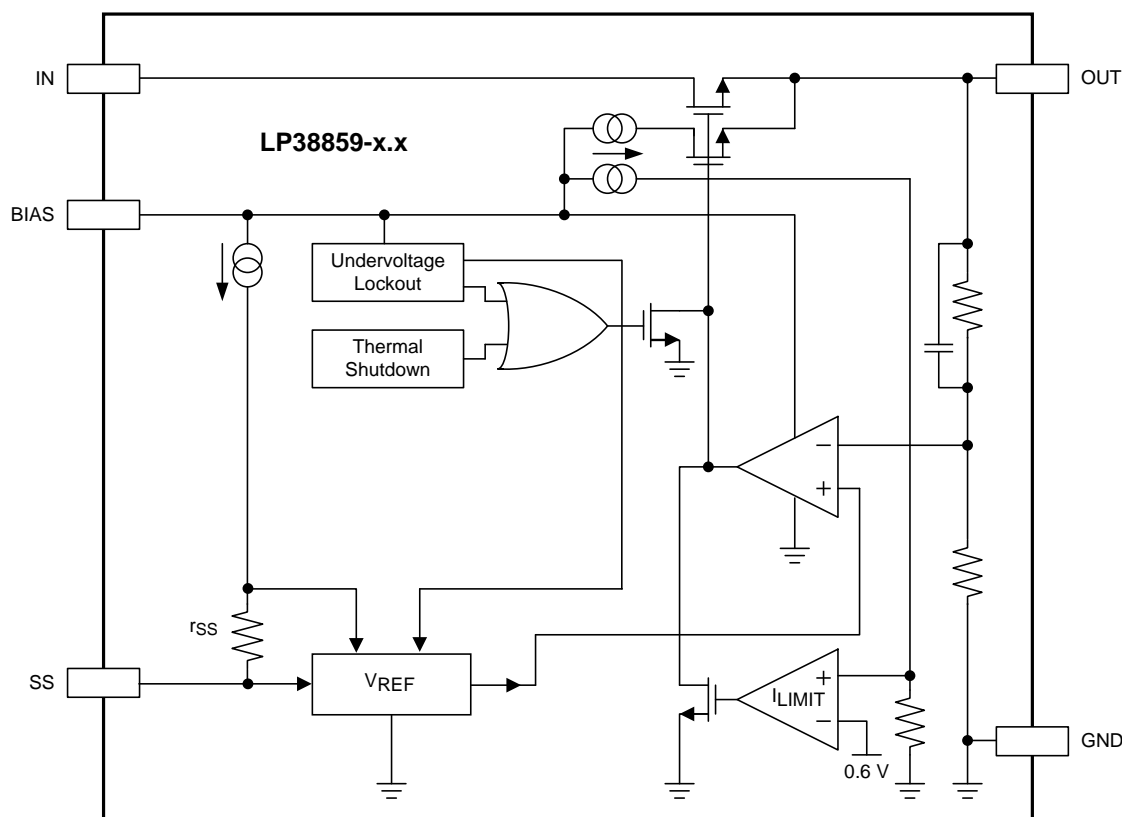 IN
OUT
LP38859-x.x
BIAS
Undervoltage
Lockout
Thermal
Shutdown
−
+
rSS
SS
VREF
+
ILIMIT
−
0.6 V
GND